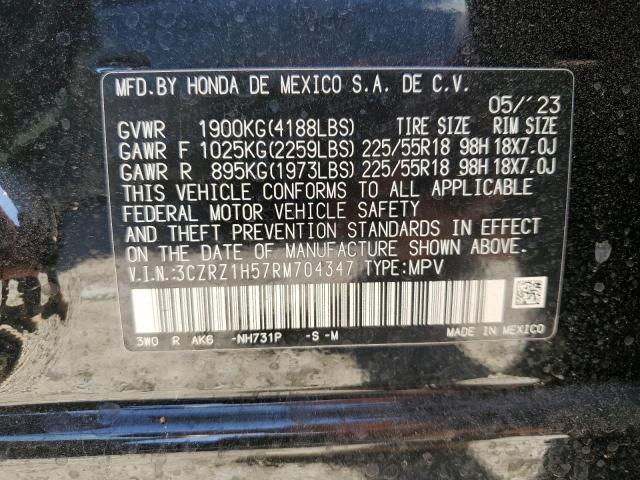 MFD.BY HONDA DE MEXICO S.A. DE C.V.
05/´23
GVWR 1900KG(4188LBS) TIRE SIZE RIM SIZE
GAWR F 1025KG(2259LBS) 225/55R18 98H 18X7.0J
GAWR R 895KG(1973LBS) 225/55R18 98H 18X7.0J
THIS VEHICLE CONFORMS TO ALL APPLICABLE
FEDERAL MOTOR VEHICLE SAFETY
AND THEFT PREVENTION STANDARDS IN EFFECT
ON THE DATE OF MANUFACTURE SHOWN ABOVE.
V.I.N.:3CZRZ1H57RM704347 TYPE:MPV
3W0 R AK6 -NH731P -S -M MADE IN MEXICO